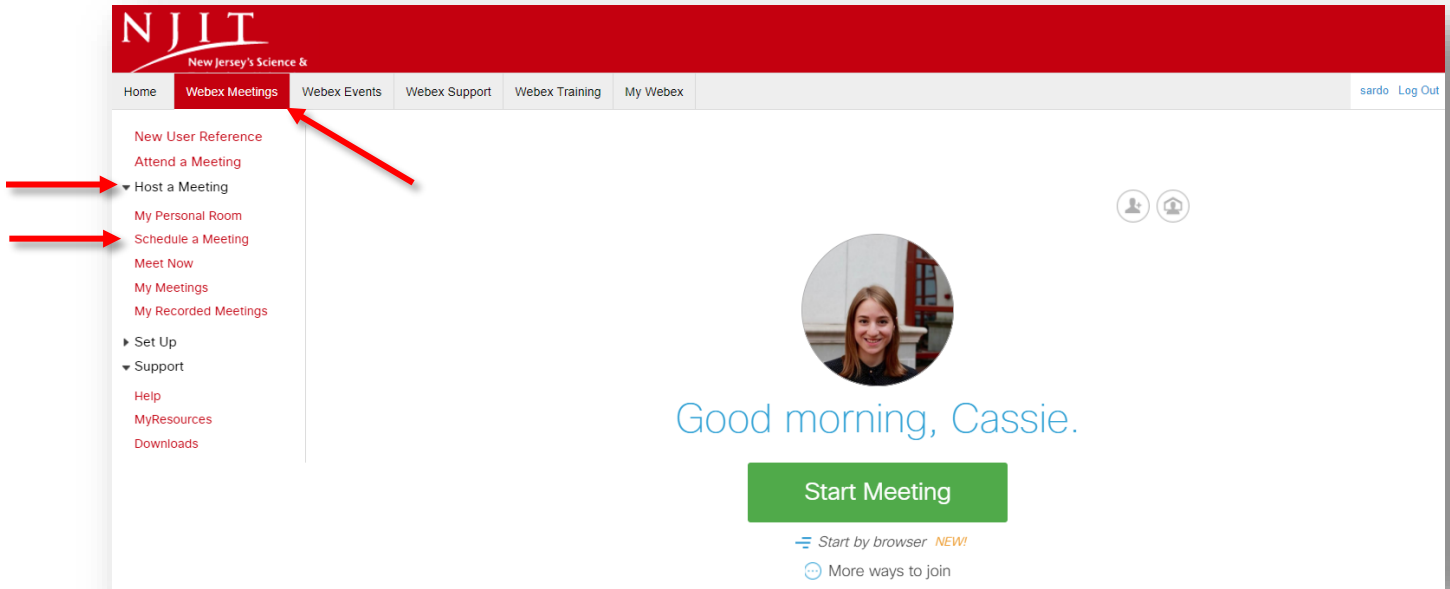 NJIT
New Jersey's Science &
Home Webex Meetings Webex Events Webex Support Webex Training My Webex sardo Log Out
New User Reference
Attend a Meeting
Host a Meeting
My Personal Room
Schedule a Meeting
Meet Now
My Meetings
My Recorded Meetings
Set Up
Support
Help
MyResources
Downloads
Good morning, Cassie.
Start Meeting
Start by browser NEW!
More ways to join